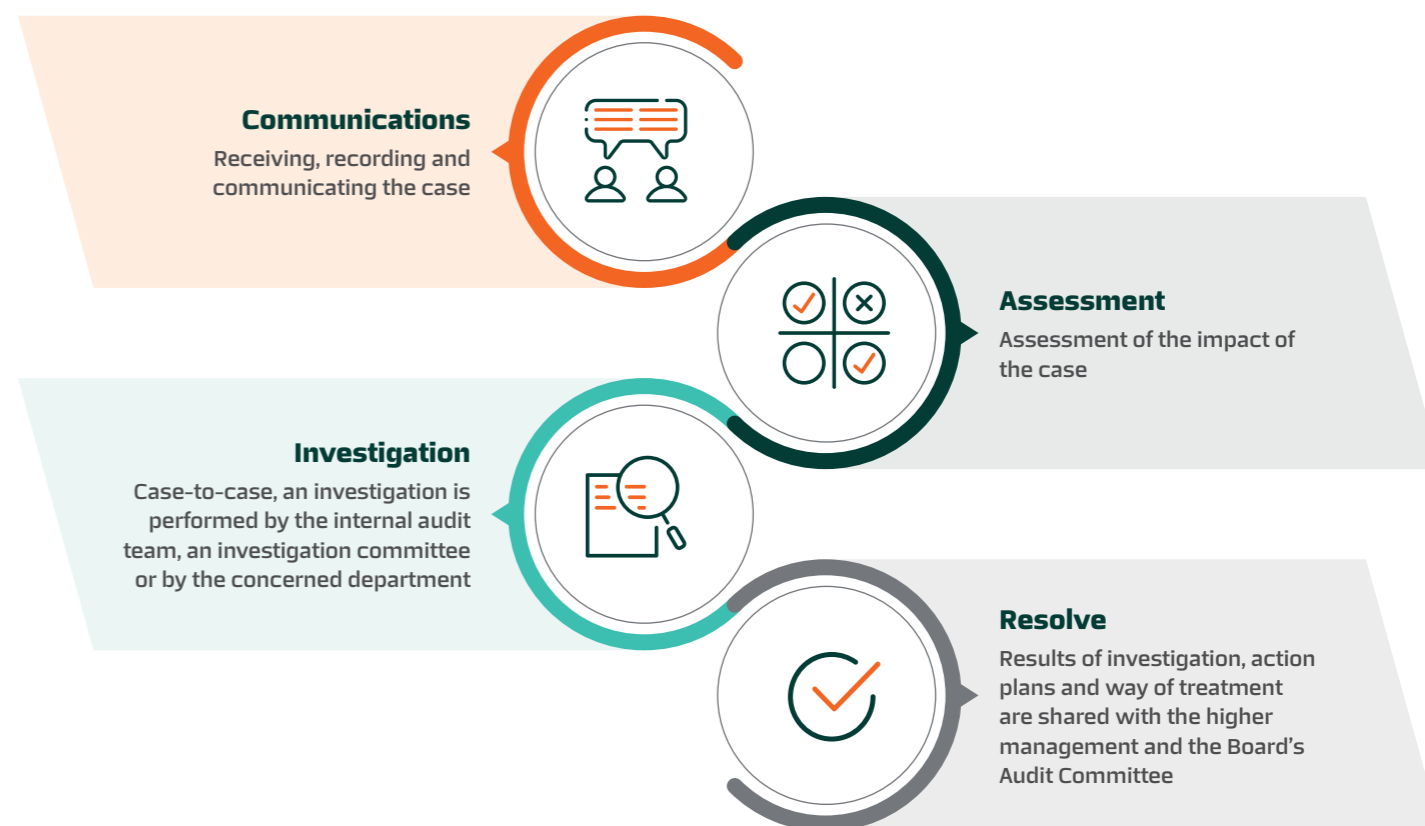 Communications
Receiving, recording and
communicating the case
Assessment
Assessment of the impact of
the case
Investigation
Case-to-case, an investigation is
performed by the internal audit
team, an investigation committee
or by the concerned department
Resolve
Results of investigation, action
plans and way of treatment
are shared with the higher
management and the Board’s
Audit Committee